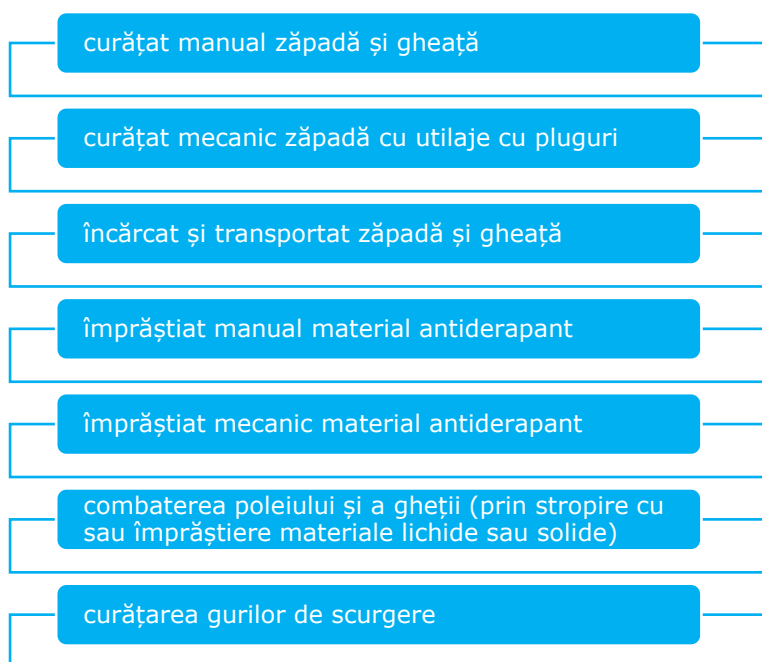 curățat manual zăpadă și gheață
curățat mecanic zăpadă cu utilaje cu pluguri
încărcat și transportat zăpadă și gheață
împrăștiat manual material antiderapant
împrăștiat mecanic material antiderapant
combaterea poleiului și a gheții (prin stropire cu
sau împrăștiere materiale lichide sau solide)
curățarea gurilor de scurgere